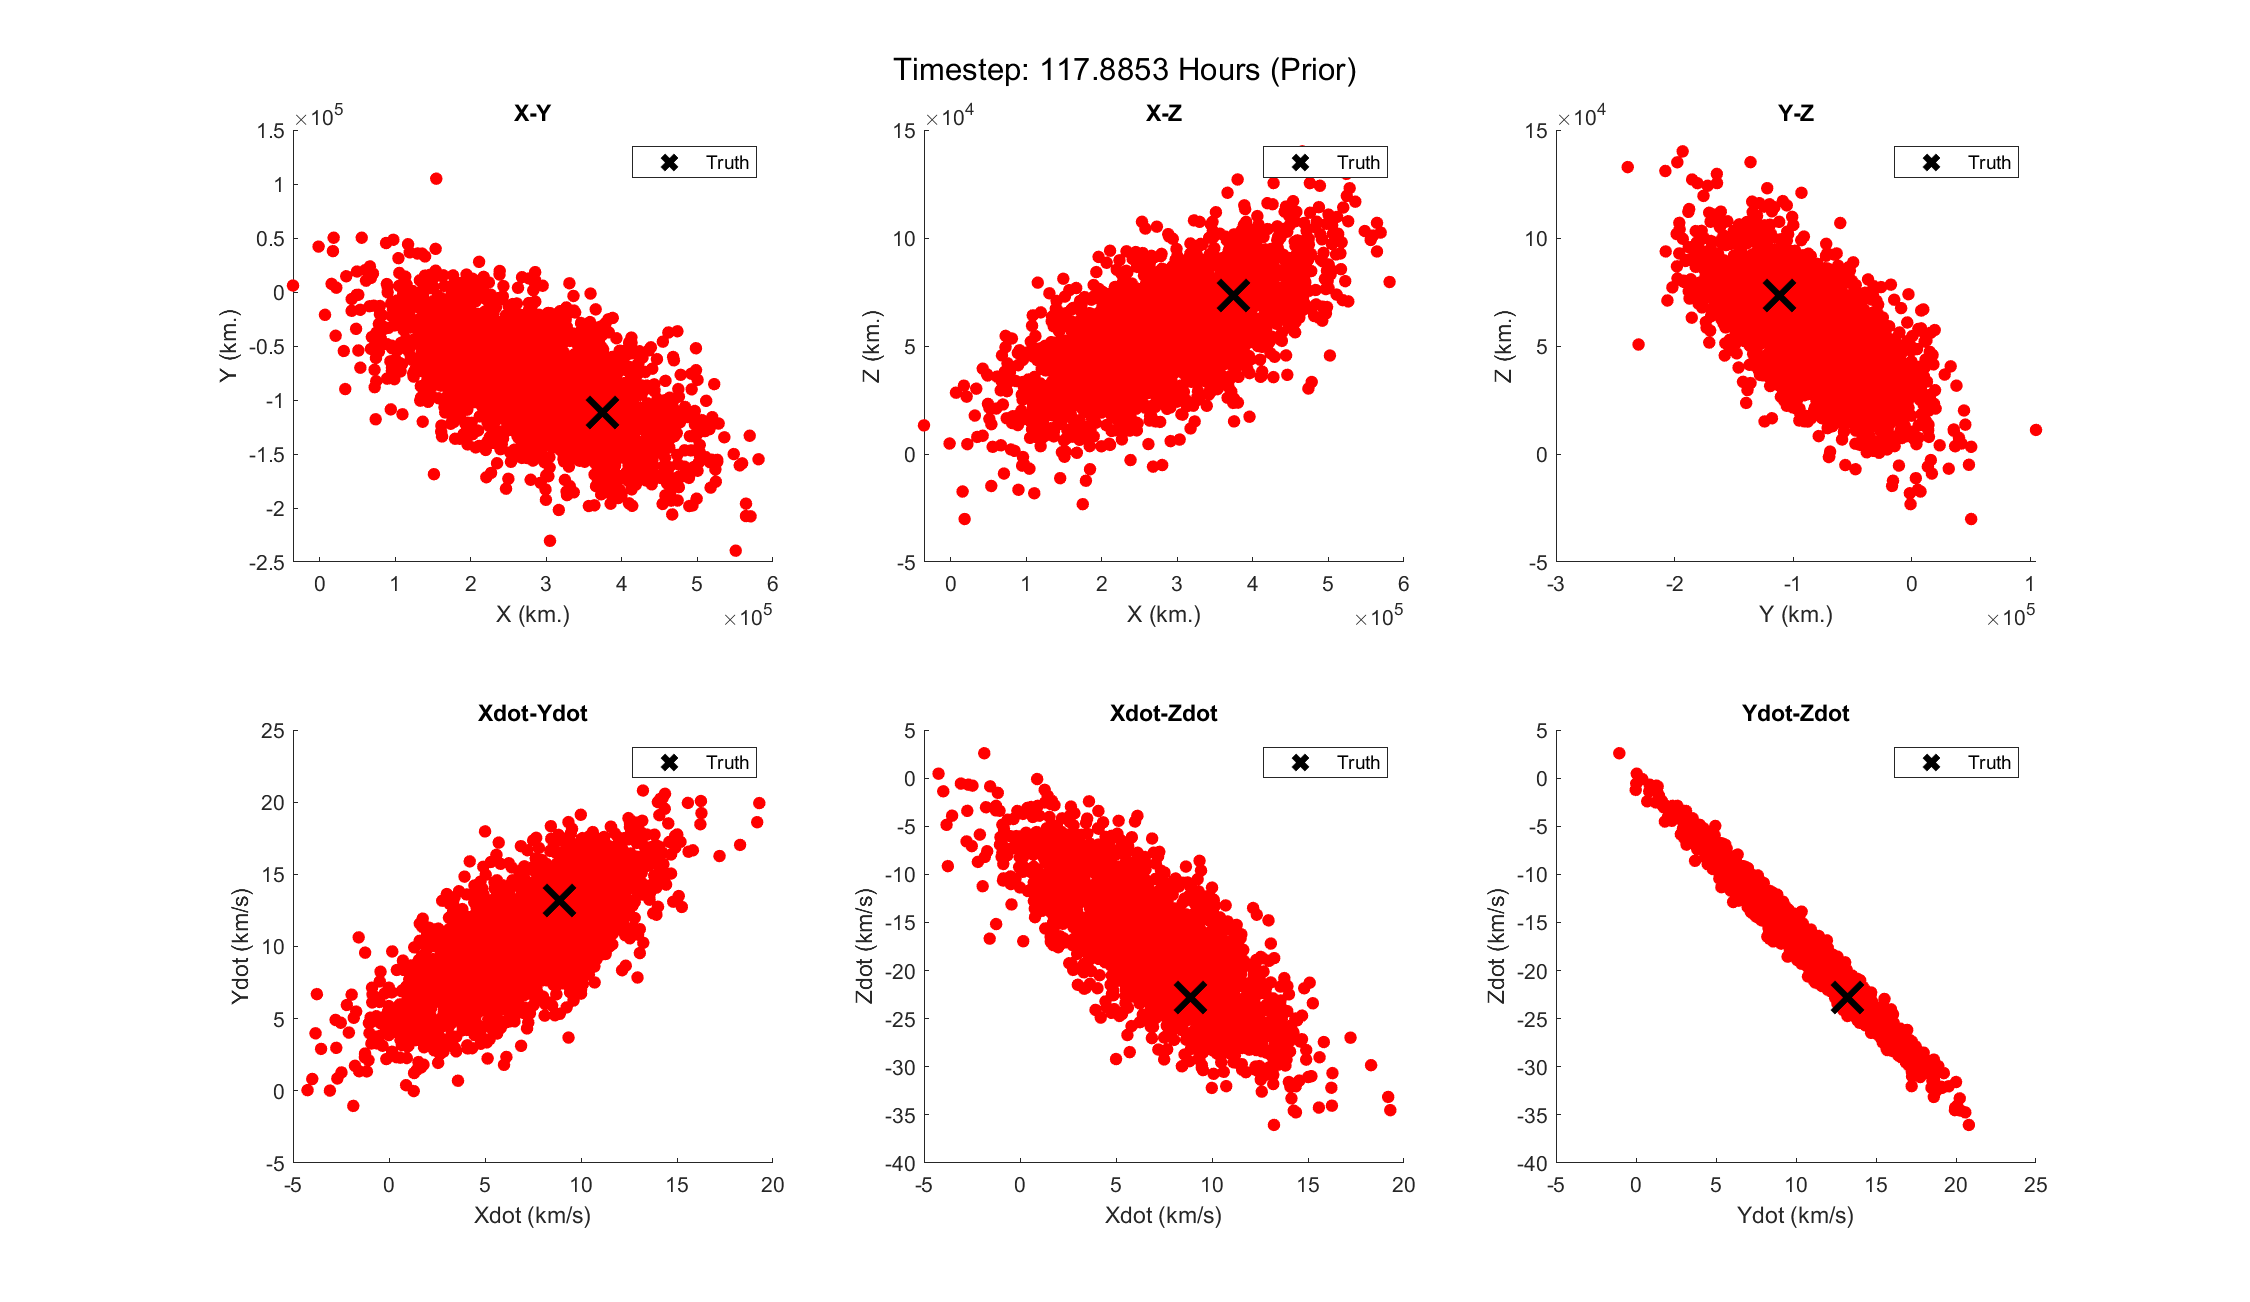 Timestep: 117.8853 Hours (Prior)
X-Y
×10^5
Truth
1.5
1
0.5
0
-0.5
-1
-1.5
-2
-2.5
Y (km.)
0 1 2 3 4 5 6
X (km.)
×10^5
X-Z
×10^4
Truth
15
10
5
0
-5
Z (km.)
0 1 2 3 4 5 6
X (km.)
×10^5
Y-Z
×10^4
Truth
15
10
5
0
-5
Z (km.)
-3 -2 -1 0 1
Y (km.)
×10^5
Xdot-Ydot
Truth
25
20
15
10
5
0
-5
Ydot (km/s)
-5 0 5 10 15 20
Xdot (km/s)
Xdot-Zdot
Truth
5
0
-5
-10
-15
-20
-25
-30
-35
-40
Zdot (km/s)
-5 0 5 10 15 20
Xdot (km/s)
Ydot-Zdot
Truth
5
0
-5
-10
-15
-20
-25
-30
-35
-40
Zdot (km/s)
-5 0 5 10 15 20 25
Ydot (km/s)